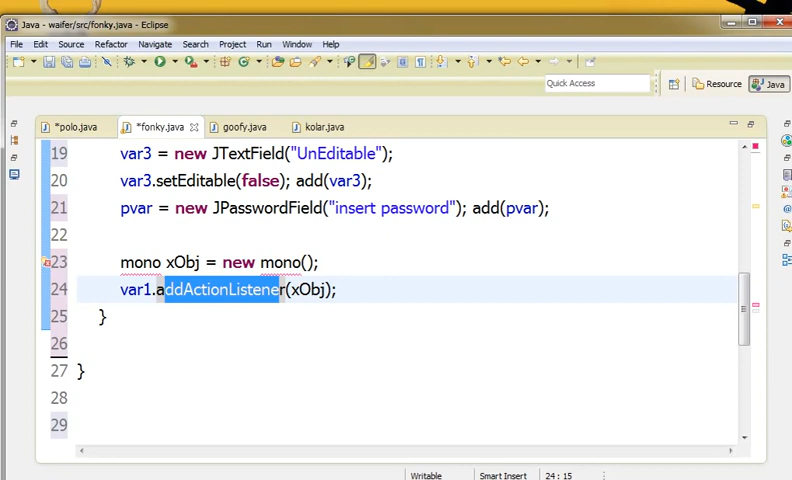 Java - waifer/src/fonky.java - Eclipse
File Edit Source Refactor Navigate Search Project Run Window Help
Quick Access Resource Java
*polo.java *fonky.java goofy.java kolar.java
19 var3 = new JTextField("UnEditable");
20 var3.setEditable(false); add(var3);
21 pvar = new JPasswordField("insert password"); add(pvar);
22
23 mono xObj = new mono();
24 var1.addActionListener(xObj);
25 }
26
27 }
28
29
Writable Smart Insert 24 : 15